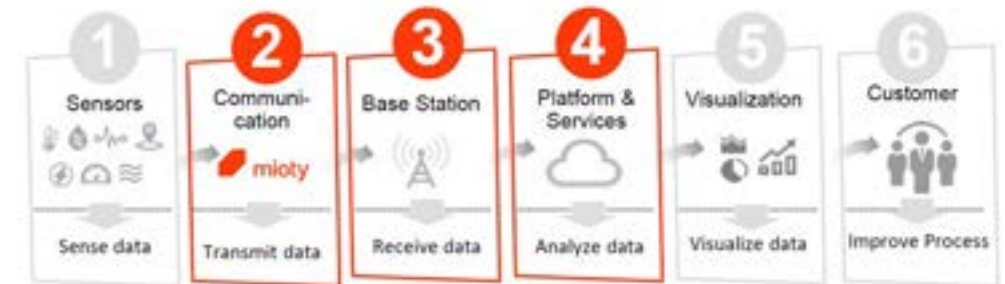 1
Sensors
Sense data
2
Communi-
cation
mioty
Transmit data
3
Base Station
Receive data
4
Platform &
Services
Analyze data
5
Visualization
Visualize data
6
Customer
Improve Process